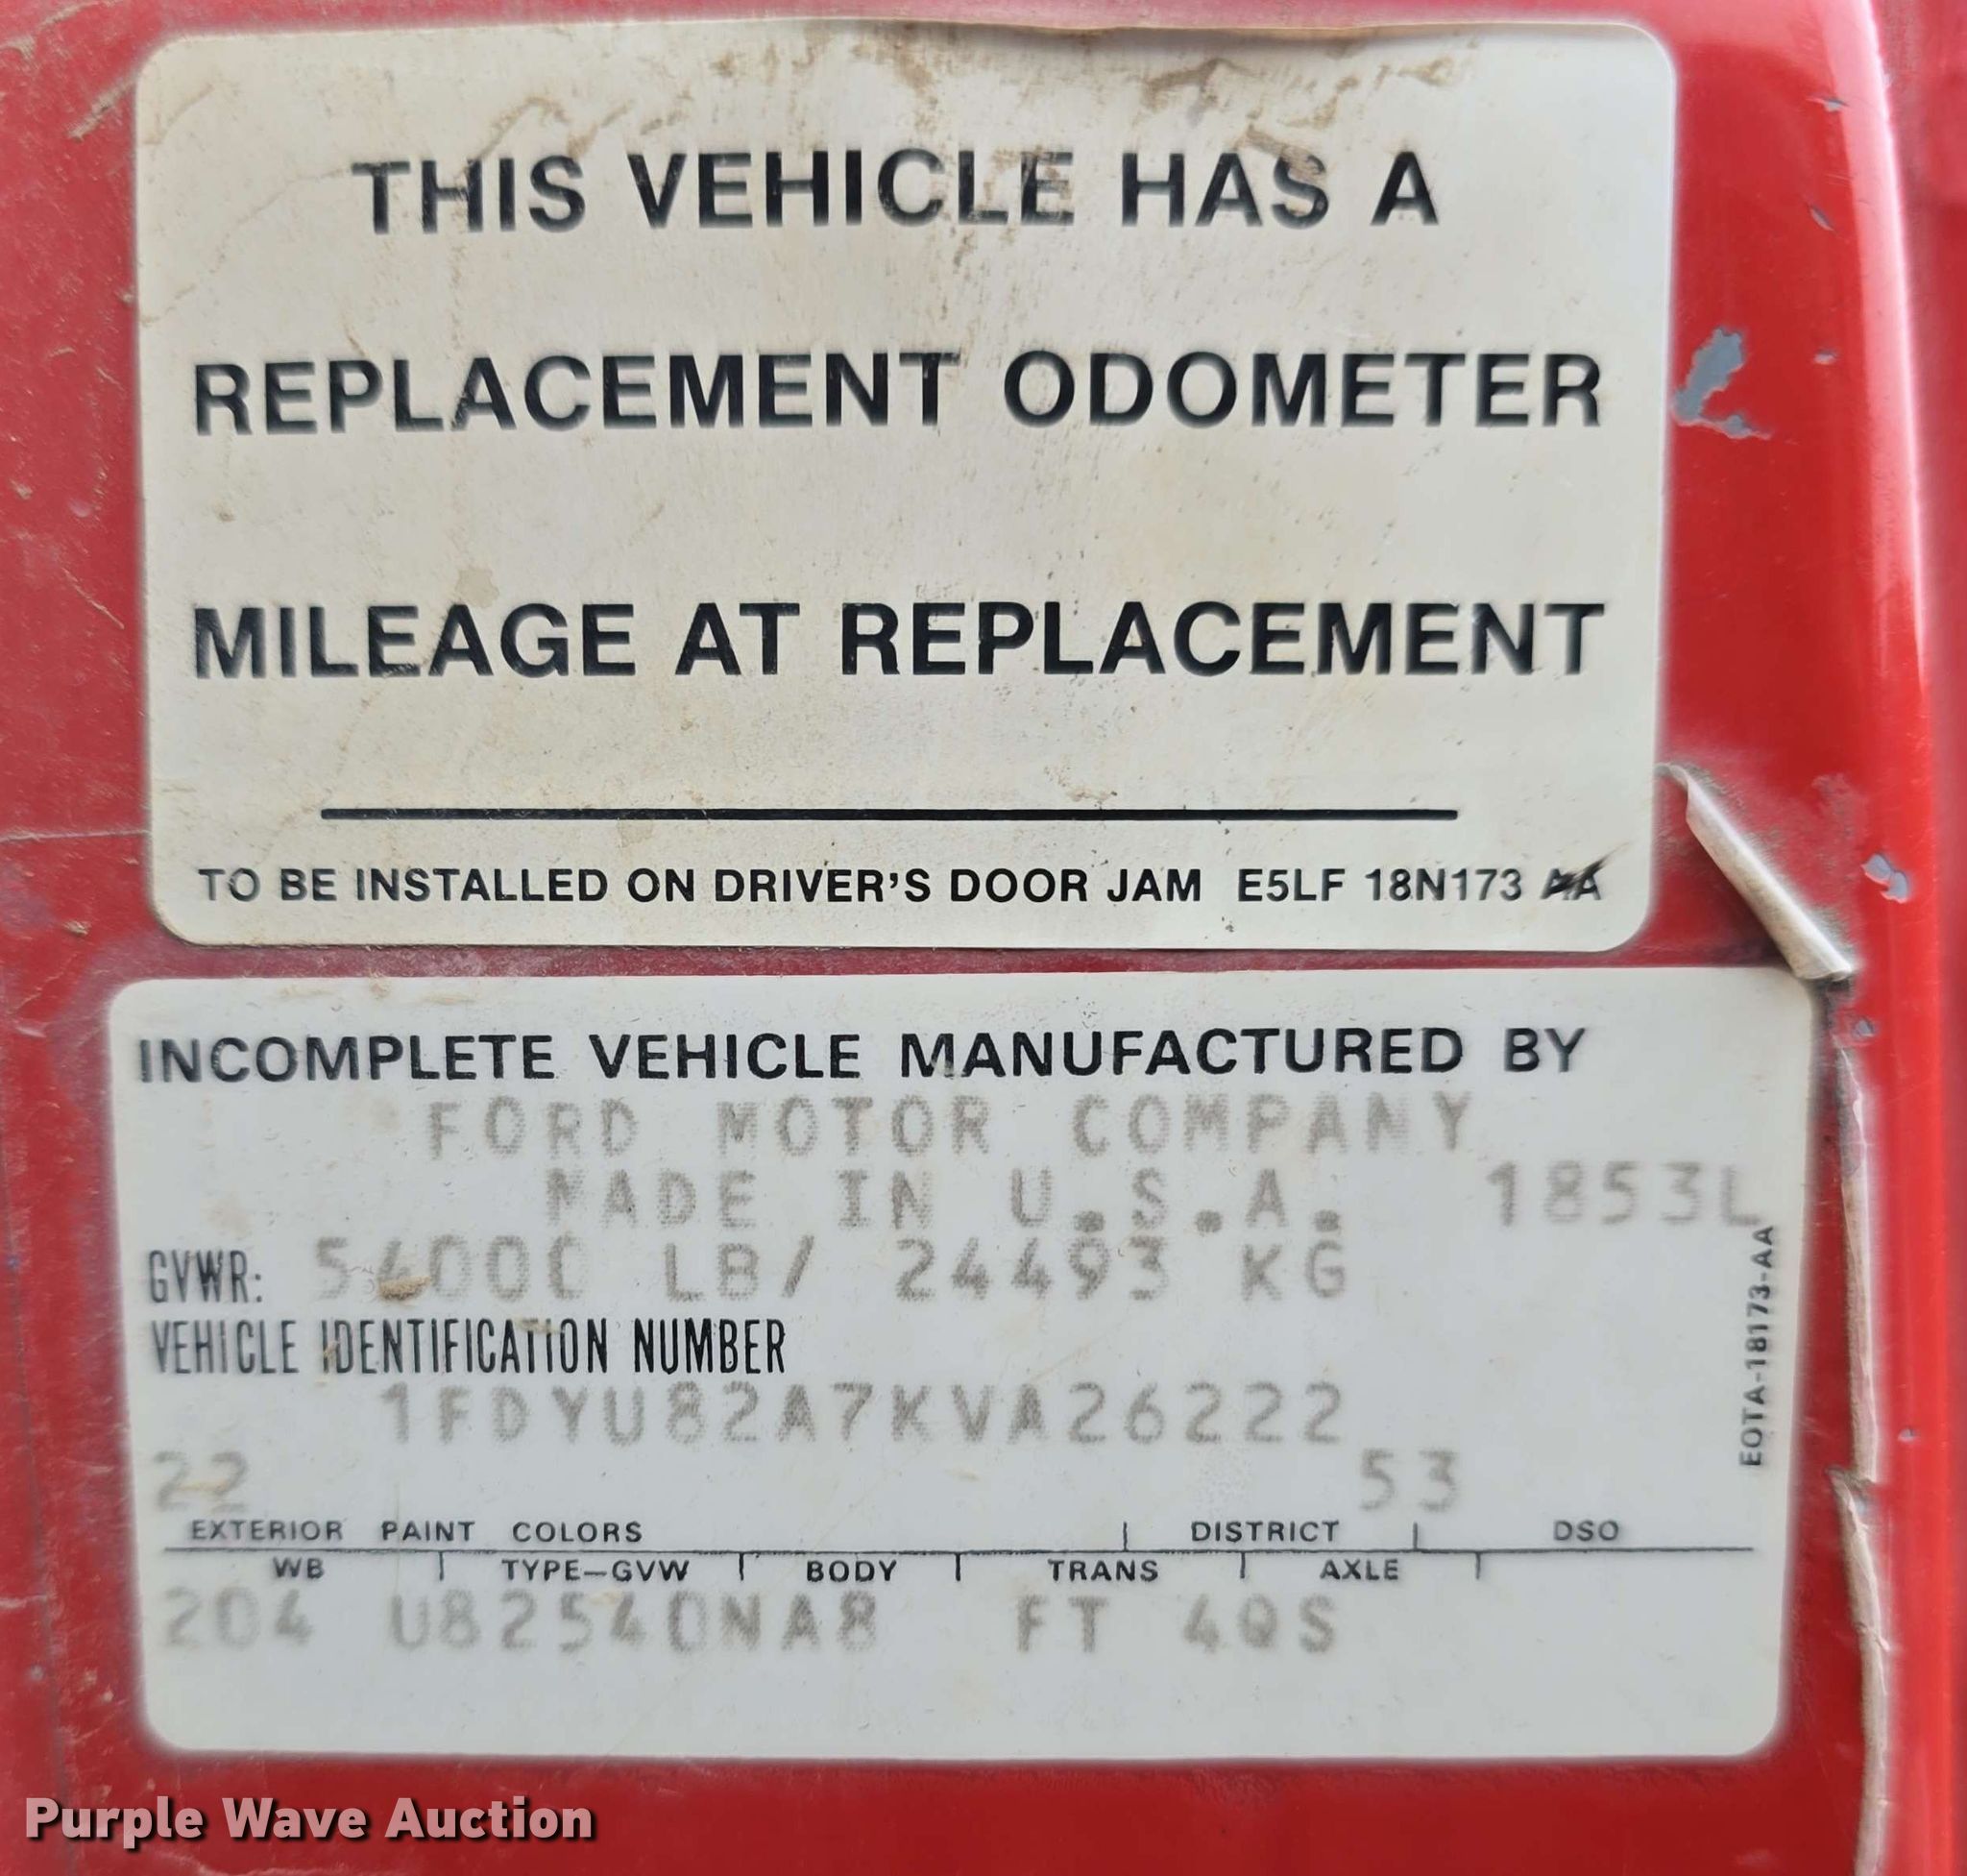 THIS VEHICLE HAS A
REPLACEMENT ODOMETER
MILEAGE AT REPLACEMENT
TO BE INSTALLED ON DRIVER'S DOOR JAM E5LF 18N173 AA
INCOMPLETE VEHICLE MANUFACTURED BY
FORD MOTOR COMPANY
MADE IN U.S.A. 1853L
GVWR: 54000 LB/ 24493 KG
VEHICLE IDENTIFICATION NUMBER
1FDYU82A7KVA26222
22 53
EXTERIOR PAINT COLORS DISTRICT DSO
WB TYPE-GVW BODY TRANS AXLE
204 U82540NA8 FT 4QS
EOTA-18173-AA
Purple Wave Auction